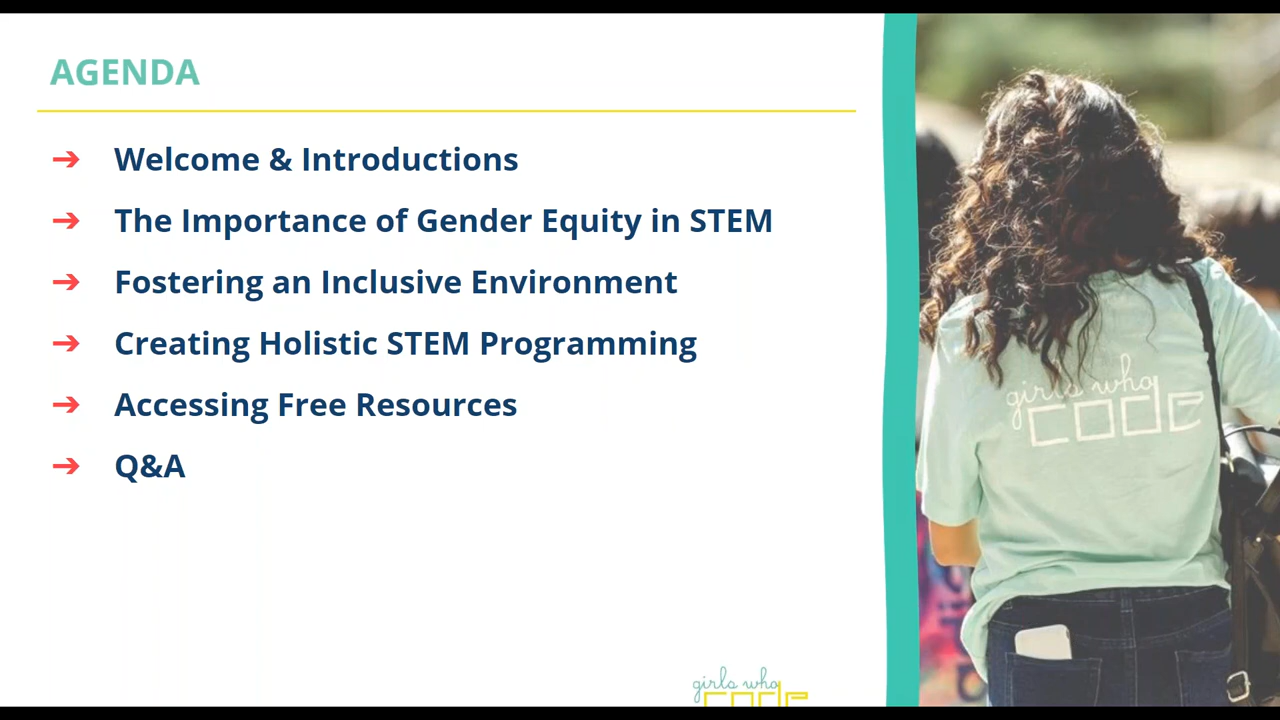 AGENDA
➔ Welcome & Introductions
➔ The Importance of Gender Equity in STEM
➔ Fostering an Inclusive Environment
➔ Creating Holistic STEM Programming
➔ Accessing Free Resources
➔ Q&A
girls who
code
girls who
code